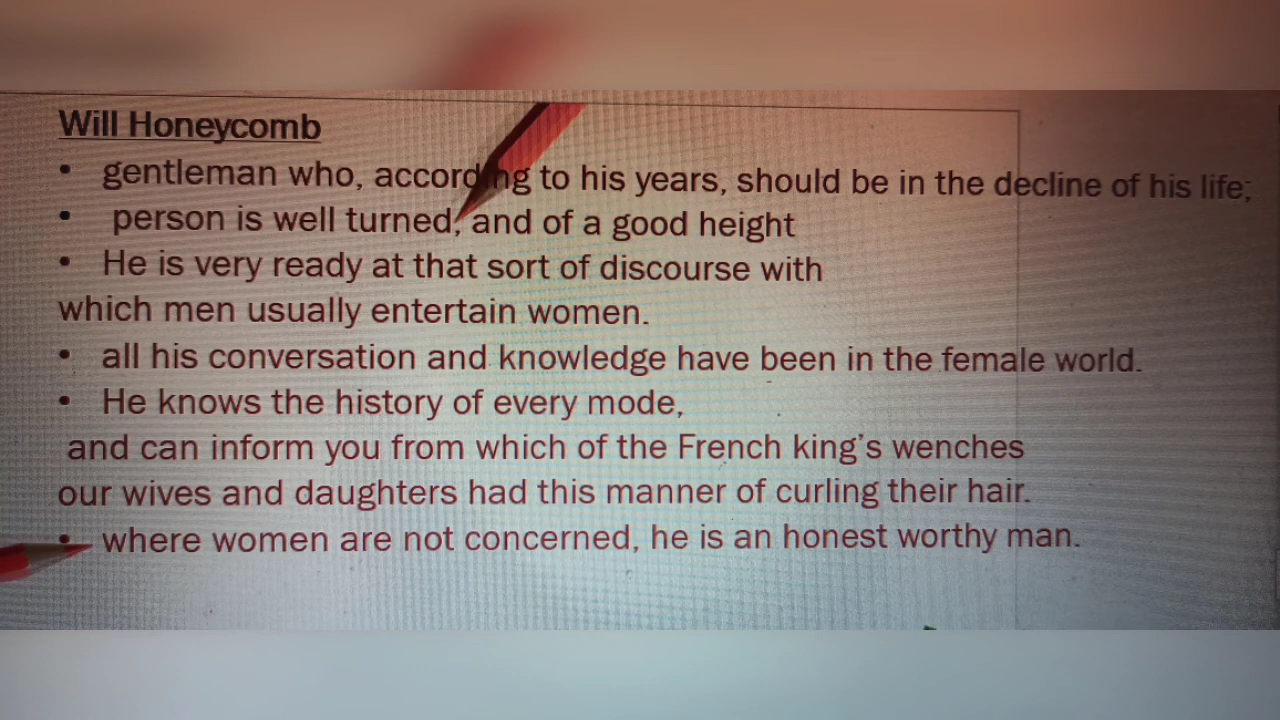 Will Honeycomb
• gentleman who, according to his years, should be in the decline of his life;
• person is well turned, and of a good height
• He is very ready at that sort of discourse with
which men usually entertain women.
• all his conversation and knowledge have been in the female world.
• He knows the history of every mode,
and can inform you from which of the French king's wenches
our wives and daughters had this manner of curling their hair.
• where women are not concerned, he is an honest worthy man.